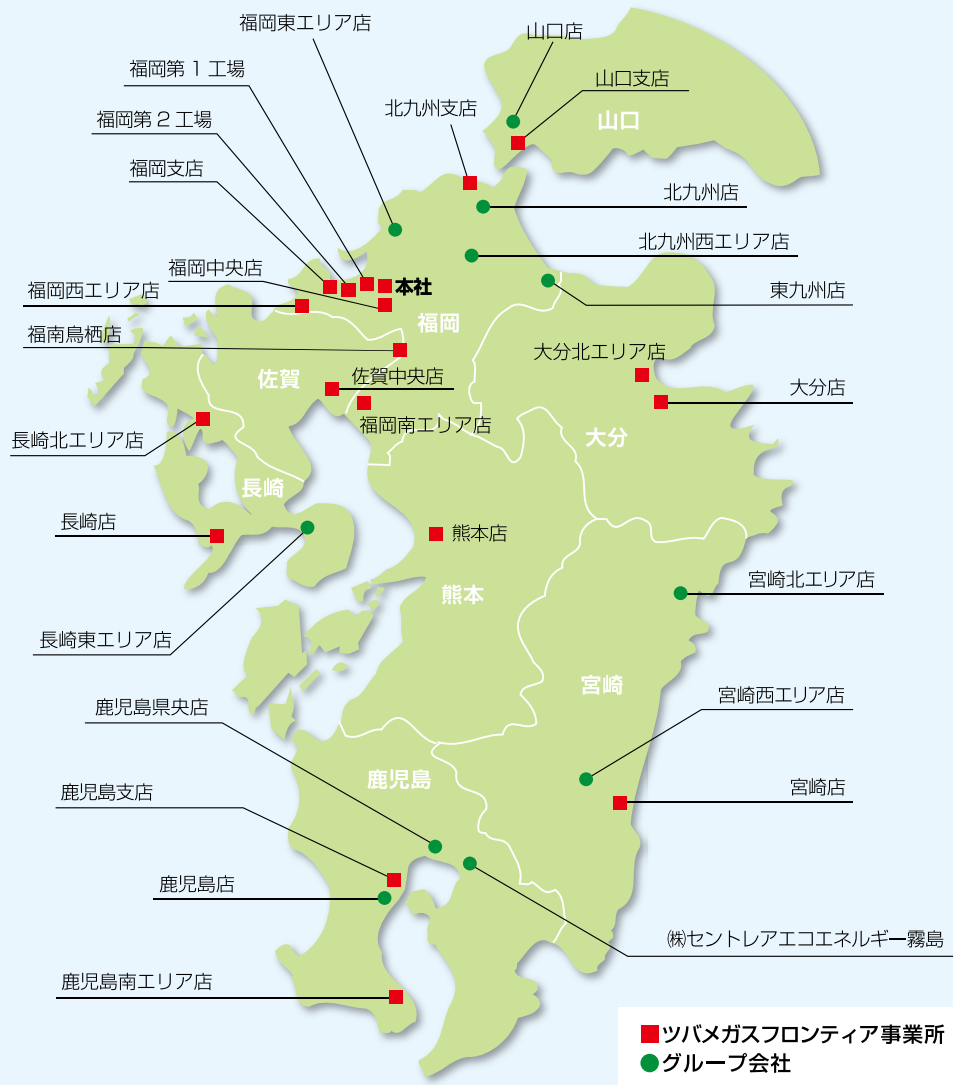 福岡東エリア店
山口店
福岡第1工場
山口支店
北九州支店
福岡第2工場
山口
福岡支店
北九州店
北九州西エリア店
福岡中央店
本社
福岡西エリア店
東九州店
福岡
福南鳥栖店
大分北エリア店
佐賀
佐賀中央店
大分店
福岡南エリア店
長崎北エリア店
大分
長崎
長崎店
熊本店
宮崎北エリア店
熊本
長崎東エリア店
宮崎
宮崎西エリア店
鹿児島県央店
鹿児島
鹿児島支店
宮崎店
鹿児島店
㈱セントレアエコエネルギー霧島
鹿児島南エリア店
ツバメガスフロンティア事業所
グループ会社